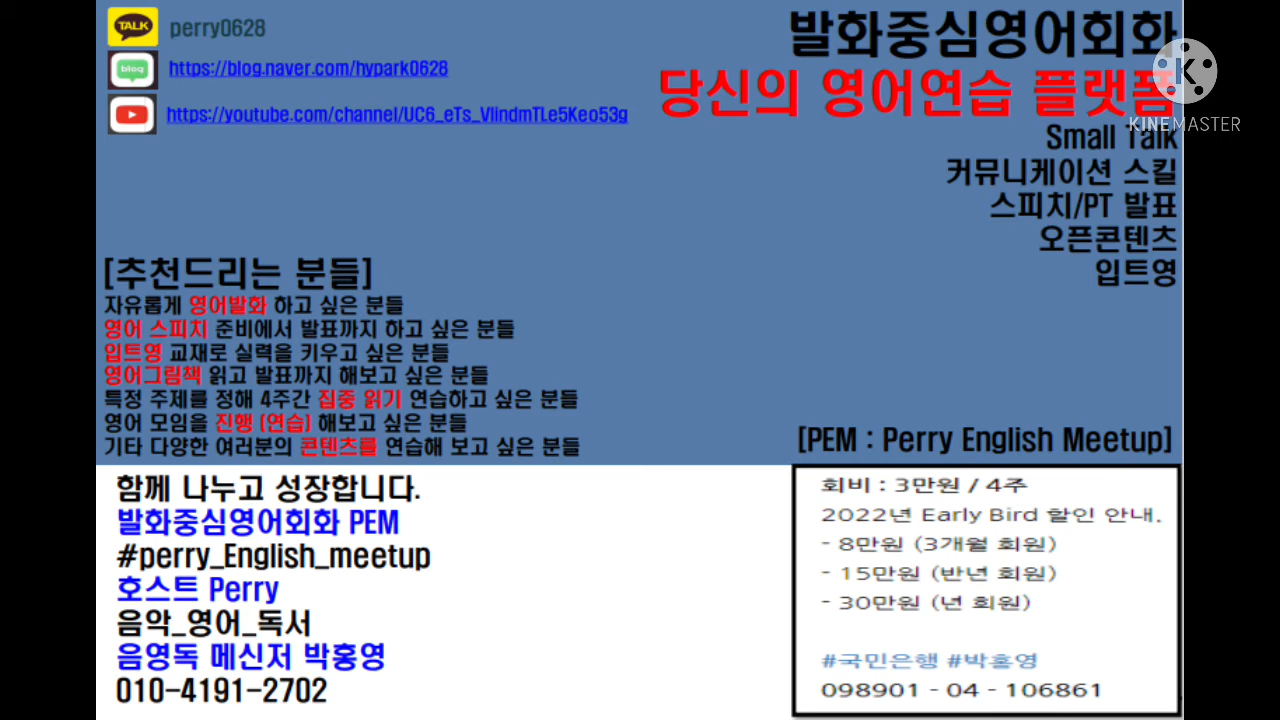 TALK perry0628
blog https://blog.naver.com/hypark0628
https://youtube.com/channel/UC6_eTs_VlindmTLe5Keo53g
발화중심영어회화
당신의 영어연습 플랫폼
K
KINEMASTER
Small Talk
커뮤니케이션 스킬
스피치/PT 발표
오픈콘텐츠
입트영
[추천드리는 분들]
자유롭게 영어발화 하고 싶은 분들
영어 스피치 준비에서 발표까지 하고 싶은 분들
입트영 교재로 실력을 키우고 싶은 분들
영어그림책 읽고 발표까지 해보고 싶은 분들
특정 주제를 정해 4주간 집중 읽기 연습하고 싶은 분들
영어 모임을 진행 (연습) 해보고 싶은 분들
기타 다양한 여러분의 콘텐츠를 연습해 보고 싶은 분들
[PEM : Perry English Meetup]
함께 나누고 성장합니다.
발화중심영어회화 PEM
#perry_English_meetup
호스트 Perry
음악_영어_독서
음영독 메신저 박홍영
010-4191-2702
회비 : 3만원 / 4주
2022년 Early Bird 할인 안내.
- 8만원 (3개월 회원)
- 15만원 (반년 회원)
- 30만원 (년 회원)
#국민은행 #박홍영
098901 - 04 - 106861